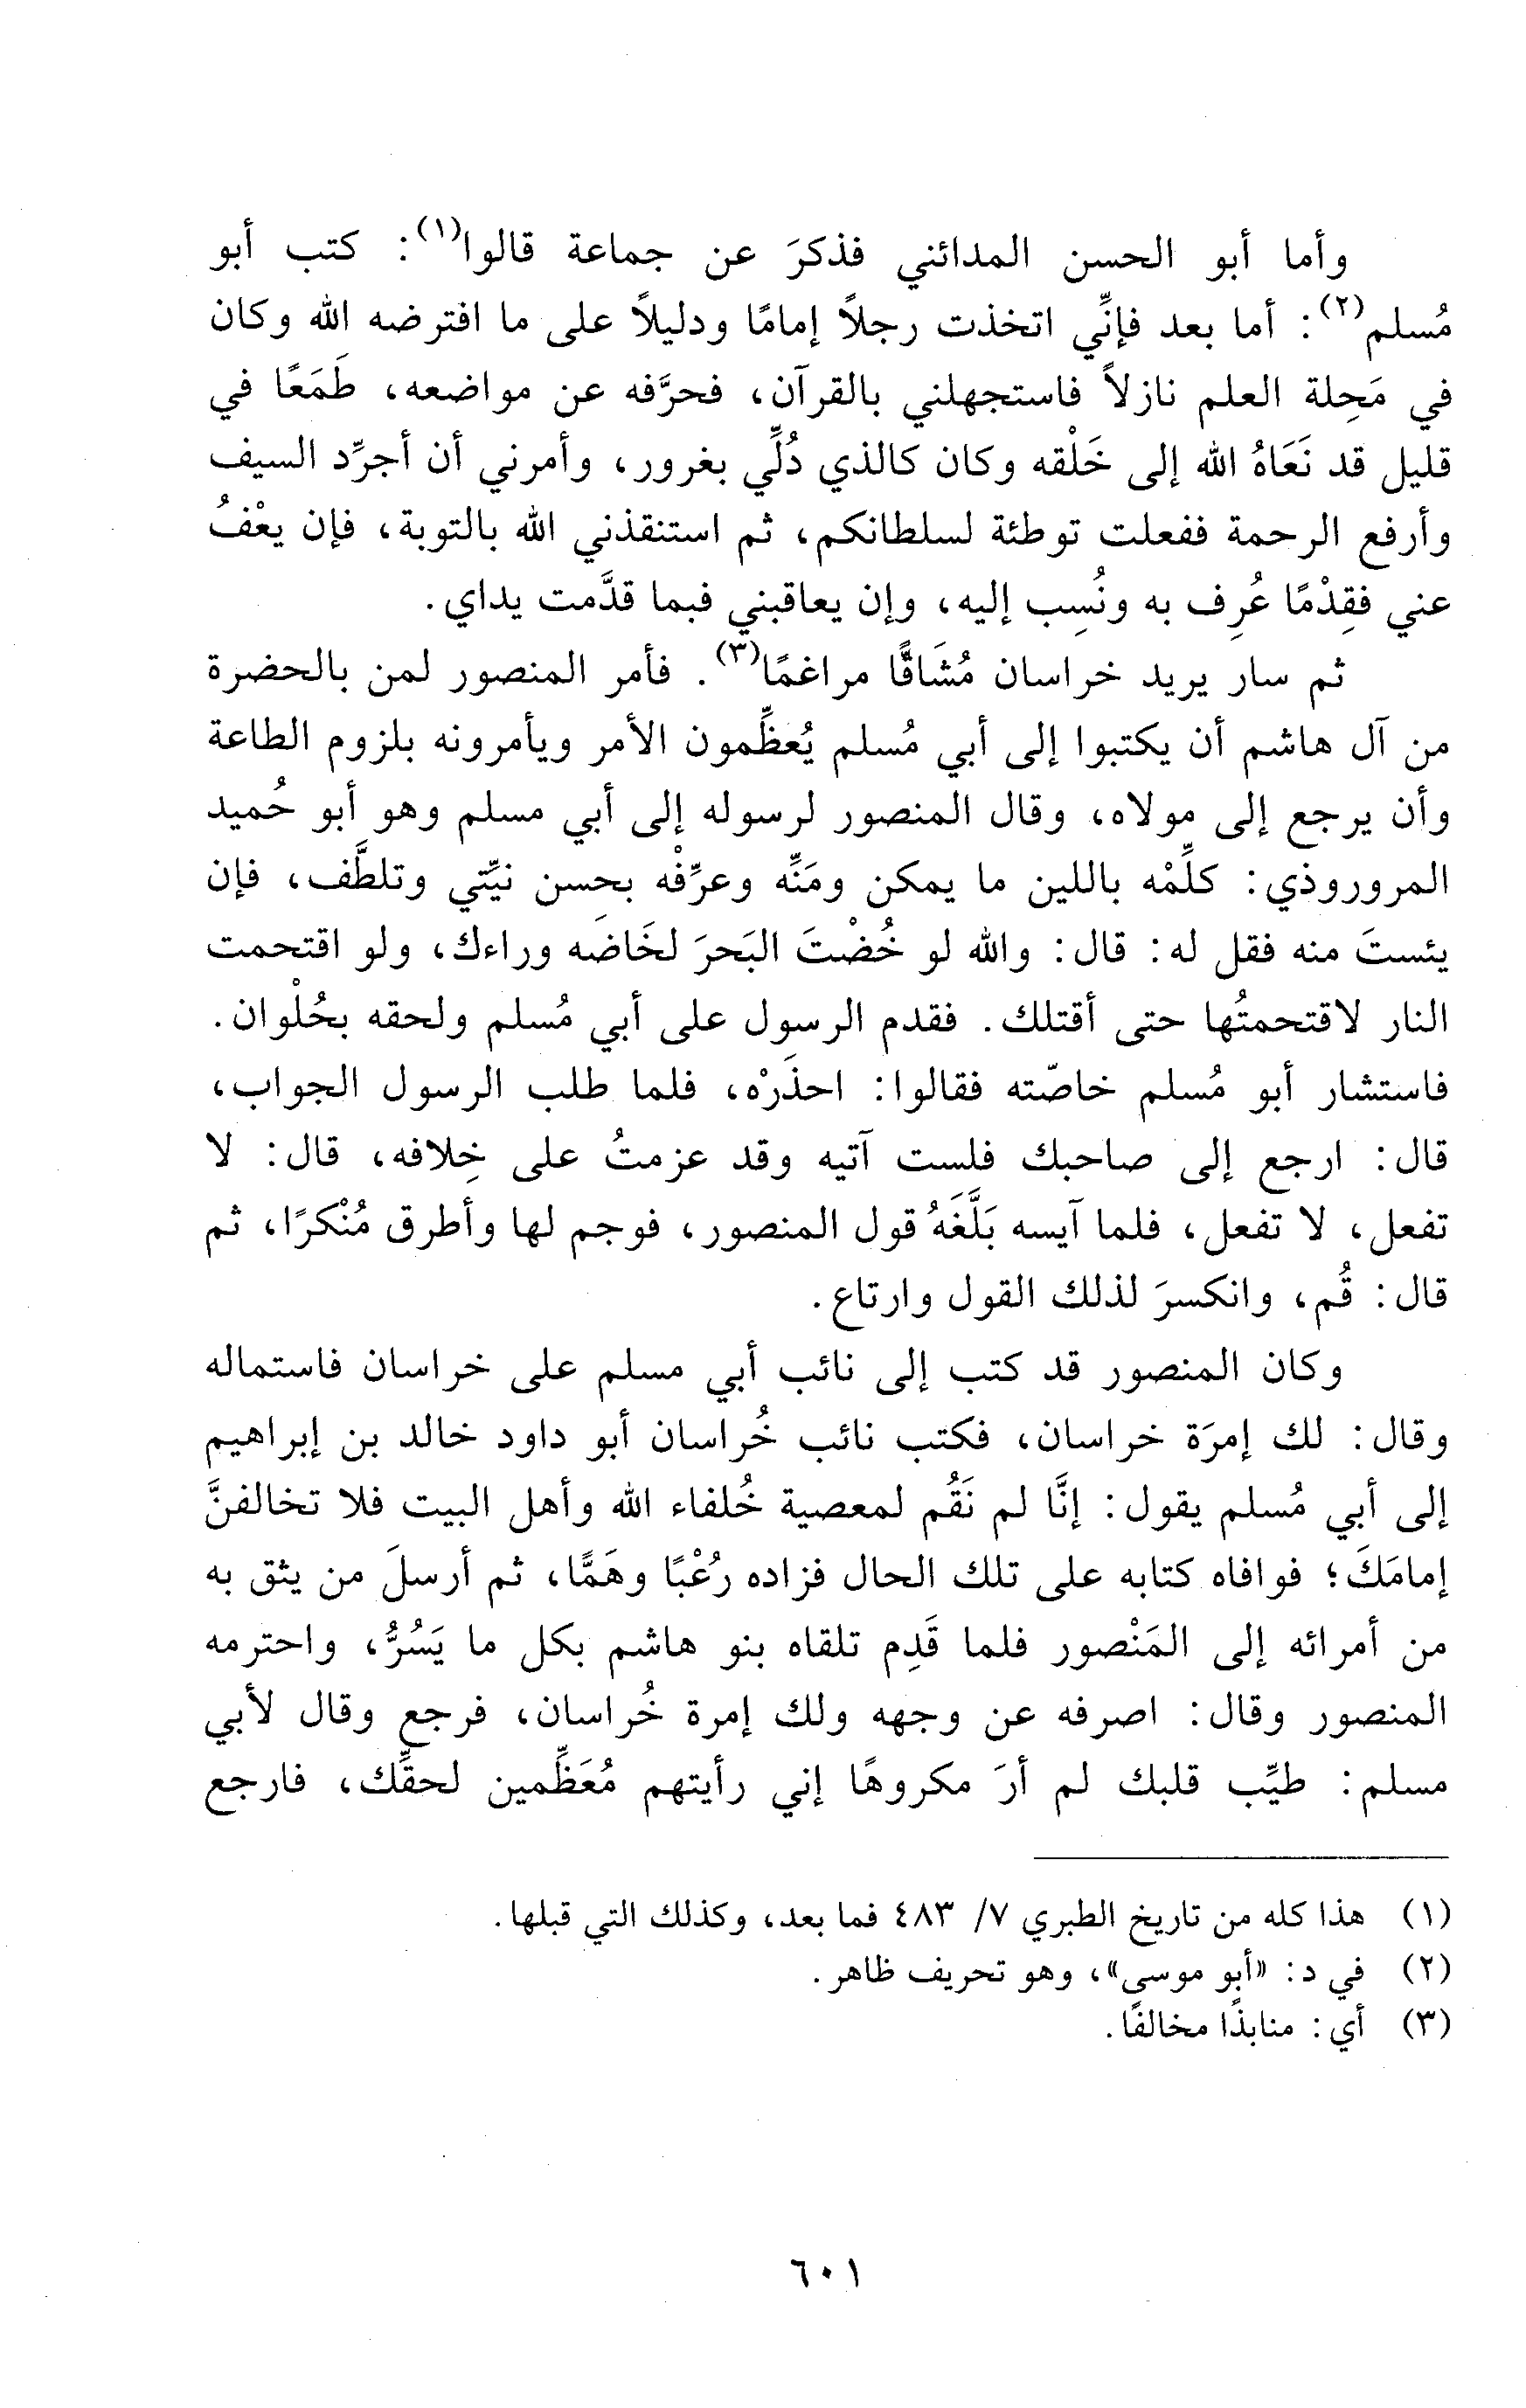 وأما أبو الحسن المدائني فذكرَ عن جماعة قالوا(١): كتب أبو
مُسلم(٢): أما بعد فإنِّي اتخذت رجلاً إمامًا ودليلاً على ما افترضه الله وكان
في مَحِلة العلم نازلاً فاستجهلني بالقرآن، فحرَّفه عن مواضعه، طَمَعًا في
قليل قد نَعَاهُ الله إلى خَلْقه وكان كالذي دُلِّي بغرور، وأمرني أن أجرِّد السيف
وأرفع الرحمة ففعلت توطئة لسلطانكم، ثم استنقذني الله بالتوبة، فإن يعْفُ
عني فقِدْمًا عُرِف به ونُسِب إليه، وإن يعاقبني فبما قدَّمت يداي.
ثم سار يريد خراسان مُشَاقًّا مراغمًا(٣). فأمر المنصور لمن بالحضرة
من آل هاشم أن يكتبوا إلى أبي مُسلم يُعظِّمون الأمر ويأمرونه بلزوم الطاعة
وأن يرجع إلى مولاه، وقال المنصور لرسوله إلى أبي مسلم وهو أبو حُميد
المروروذي: كلِّمْه باللين ما يمكن ومَنِّه وعرِّفْه بحسن نيَّتي وتلطَّف، فإن
يئستَ منه فقل له: قال: والله لو خُضْتَ البَحرَ لخَاضَه وراءك، ولو اقتحمت
النار لاقتحمتُها حتى أقتلك. فقدم الرسول على أبي مُسلم ولحقه بحُلْوان.
فاستشار أبو مُسلم خاصّته فقالوا: احذَرْه، فلما طلب الرسول الجواب،
قال: ارجع إلى صاحبك فلست آتيه وقد عزمتُ على خِلافه، قال: لا
تفعل، لا تفعل، فلما آيسه بَلَّغَهُ قول المنصور، فوجم لها وأطرق مُنْكرًا، ثم
قال: قُم، وانكسرَ لذلك القول وارتاع.
وكان المنصور قد كتب إلى نائب أبي مسلم على خراسان فاستماله
وقال: لك إمرَة خراسان، فكتب نائب خُراسان أبو داود خالد بن إبراهيم
إلى أبي مُسلم يقول: إنَّا لم نَقُم لمعصية خُلفاء الله وأهل البيت فلا تخالفنَّ
إمامَكَ؛ فوافاه كتابه على تلك الحال فزاده رُعْبًا وهَمًّا، ثم أرسلَ من يثق به
من أمرائه إلى المَنْصور فلما قَدِم تلقاه بنو هاشم بكل ما يَسُرُّ، واحترمه
المنصور وقال: اصرفه عن وجهه ولك إمرة خُراسان، فرجع وقال لأبي
مسلم: طيِّب قلبك لم أرَ مكروهًا إني رأيتهم مُعَظِّمين لحقِّك، فارجع
(١) هذا كله من تاريخ الطبري ٧/ ٤٨٣ فما بعد، وكذلك التي قبلها.
(٢) في د: «أبو موسى»، وهو تحريف ظاهر.
(٣) أي: منابذًا مخالفًا.
٦٠١